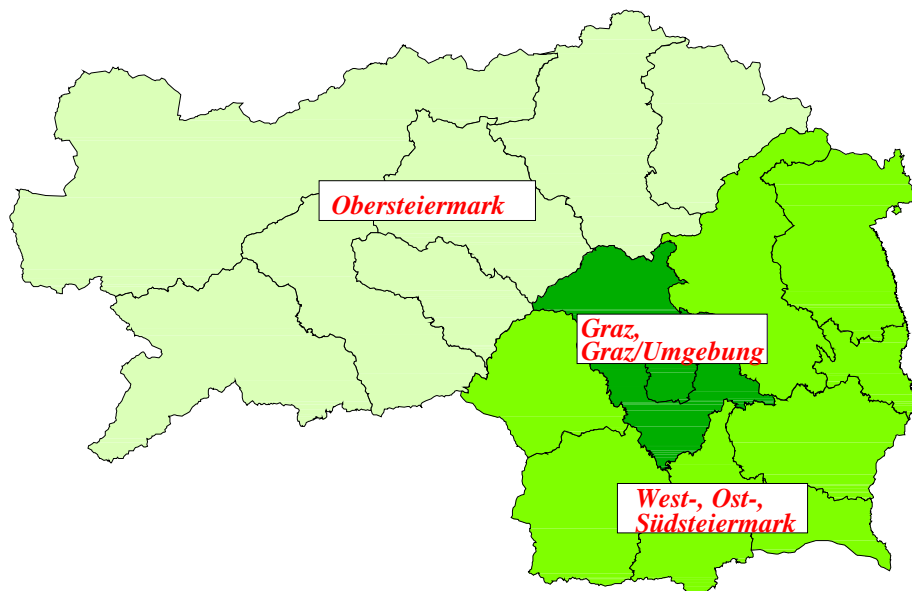 Obersteiermark
Graz,
Graz/Umgebung
West-, Ost-,
Südsteiermark